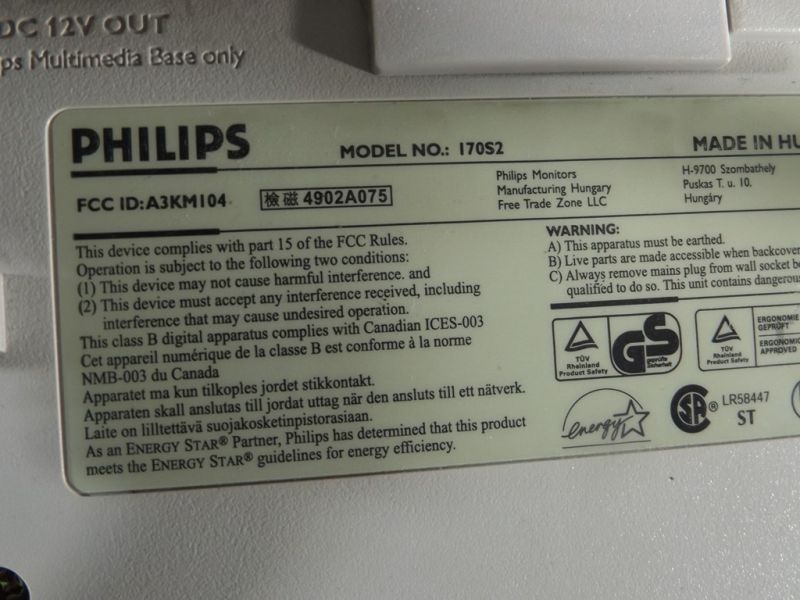 DC 12V OUT
ps Multimedia Base only
PHILIPS
MODEL NO.: 170S2
MADE IN HU
FCC ID:A3KM104
檢磁 4902A075
Philips Monitors
Manufacturing Hungary
Free Trade Zone LLC
H-9700 Szombathely
Puskas T. u. 10.
Hungáry
This device complies with part 15 of the FCC Rules.
Operation is subject to the following two conditions:
(1) This device may not cause harmful interference. and
(2) This device must accept any interference received, including
interference that may cause undesired operation.
This class B digital apparatus complies with Canadian ICES-003
Cet appareil numérique de la classe B est conforme à la norme
NMB-003 du Canada
Apparatet ma kun tilkoples jordet stikkontakt.
Apparaten skall anslutas till jordat uttag när den ansluts till ett nätverk.
Laite on lilltettävä suojakosketinpistorasiaan.
As an ENERGY STAR® Partner, Philips has determined that this product
meets the ENERGY STAR® guidelines for energy efficiency.
WARNING:
A) This apparatus must be earthed.
B) Live parts are made accessible when backcover
C) Always remove mains plug from wall socket be
qualified to do so. This unit contains dangerous
TÜV
Rheinland
Product Safety
GS
geprüfte
Sicherheit
TÜV
Rheinland
Product Safety
ERGONOMIE
GEPRÜFT
ERGONOMIC
APPROVED
energy
SA ®
LR58447
ST